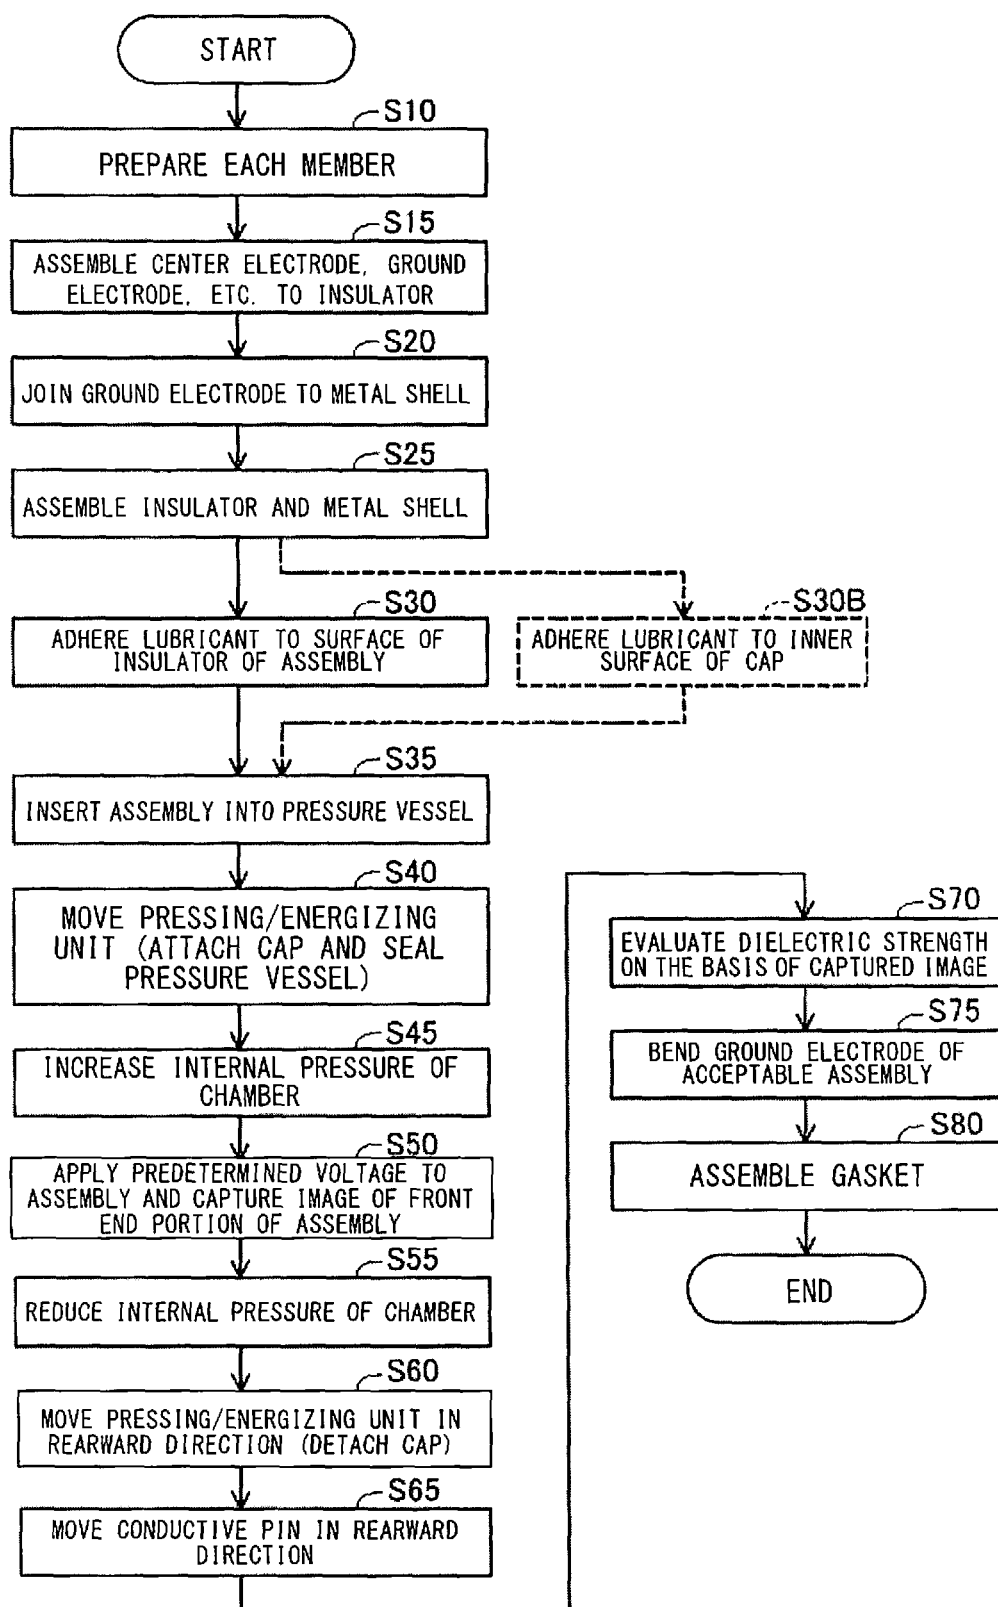 START
S10
PREPARE EACH MEMBER
S15
ASSEMBLE CENTER ELECTRODE, GROUND
ELECTRODE, ETC. TO INSULATOR
S20
JOIN GROUND ELECTRODE TO METAL SHELL
S25
ASSEMBLE INSULATOR AND METAL SHELL
S30
ADHERE LUBRICANT TO SURFACE OF
INSULATOR OF ASSEMBLY
S30B
ADHERE LUBRICANT TO INNER
SURFACE OF CAP
S35
INSERT ASSEMBLY INTO PRESSURE VESSEL
S40
MOVE PRESSING/ENERGIZING
UNIT (ATTACH CAP AND SEAL
PRESSURE VESSEL)
S45
INCREASE INTERNAL PRESSURE OF
CHAMBER
S50
APPLY PREDETERMINED VOLTAGE TO
ASSEMBLY AND CAPTURE IMAGE OF FRONT
END PORTION OF ASSEMBLY
S55
REDUCE INTERNAL PRESSURE OF CHAMBER
S60
MOVE PRESSING/ENERGIZING UNIT IN
REARWARD DIRECTION (DETACH CAP)
S65
MOVE CONDUCTIVE PIN IN REARWARD
DIRECTION
S70
EVALUATE DIELECTRIC STRENGTH
ON THE BASIS OF CAPTURED IMAGE
S75
BEND GROUND ELECTRODE OF
ACCEPTABLE ASSEMBLY
S80
ASSEMBLE GASKET
END